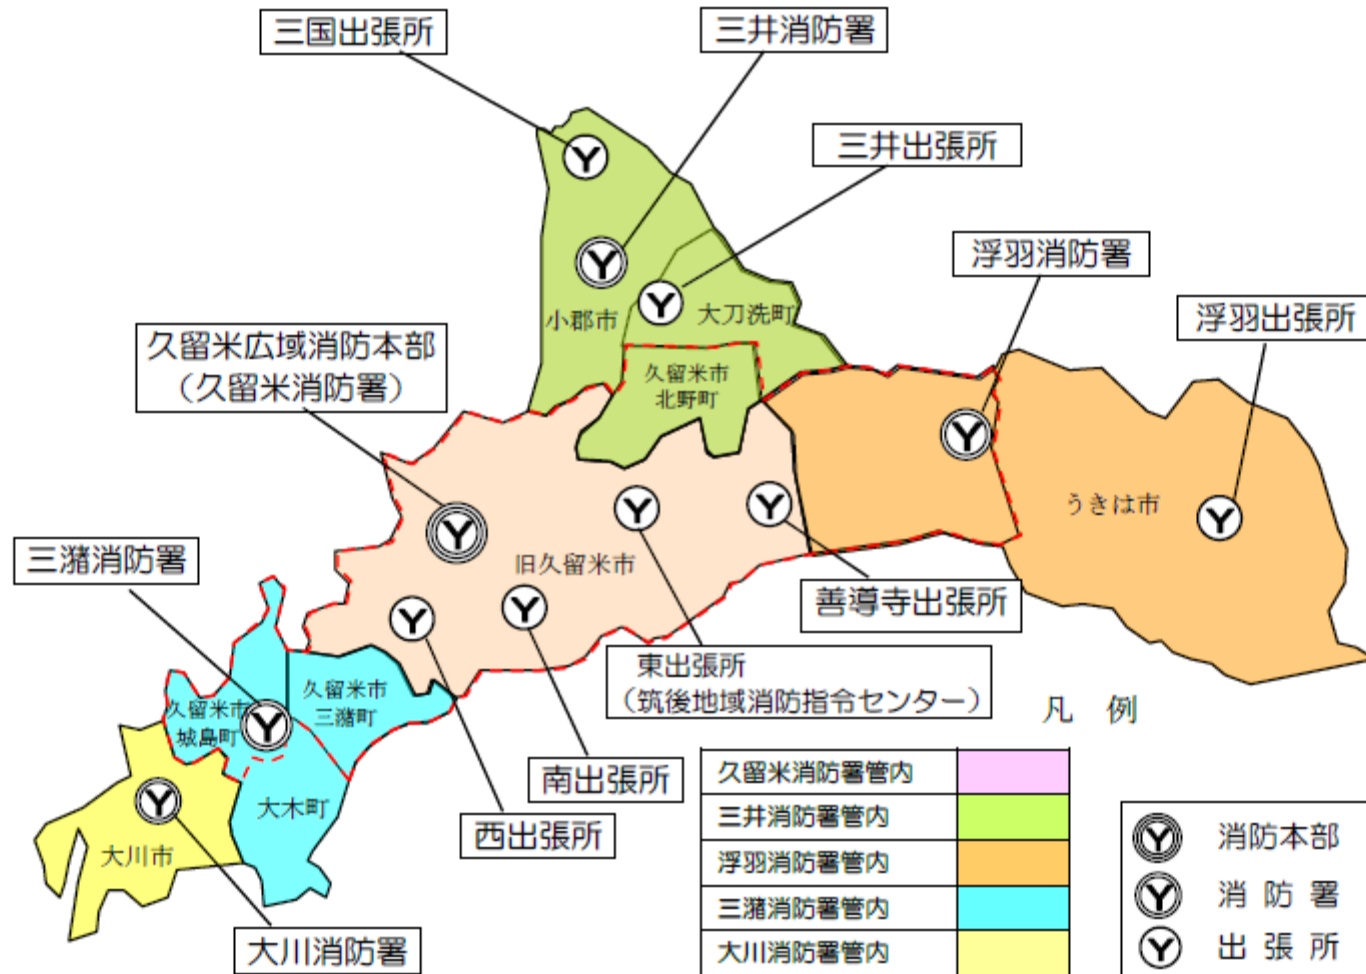 三国出張所
三井消防署
三井出張所
浮羽消防署
浮羽出張所
小郡市
大刀洗町
久留米広域消防本部
（久留米消防署）
久留米市
北野町
うきは市
三潴消防署
旧久留米市
善導寺出張所
東出張所
（筑後地域消防指令センター）
久留米市
三潴町
久留米市
城島町
南出張所
西出張所
大木町
大川市
大川消防署
凡　例
久留米消防署管内
三井消防署管内
浮羽消防署管内
三潴消防署管内
大川消防署管内
Y 消防本部
Y 消 防 署
Y 出 張 所